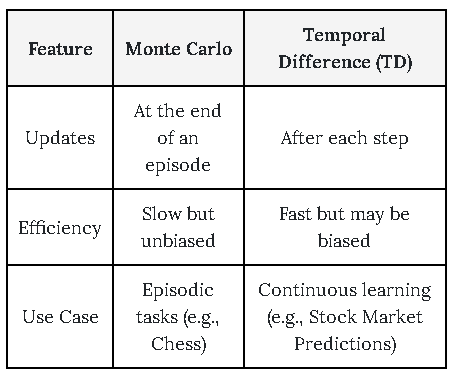 Feature
Monte Carlo
Temporal
Difference (TD)
Updates
At the end
of an
episode
After each step
Efficiency
Slow but
unbiased
Fast but may be
biased
Use Case
Episodic
tasks (e.g.,
Chess)
Continuous learning
(e.g., Stock Market
Predictions)